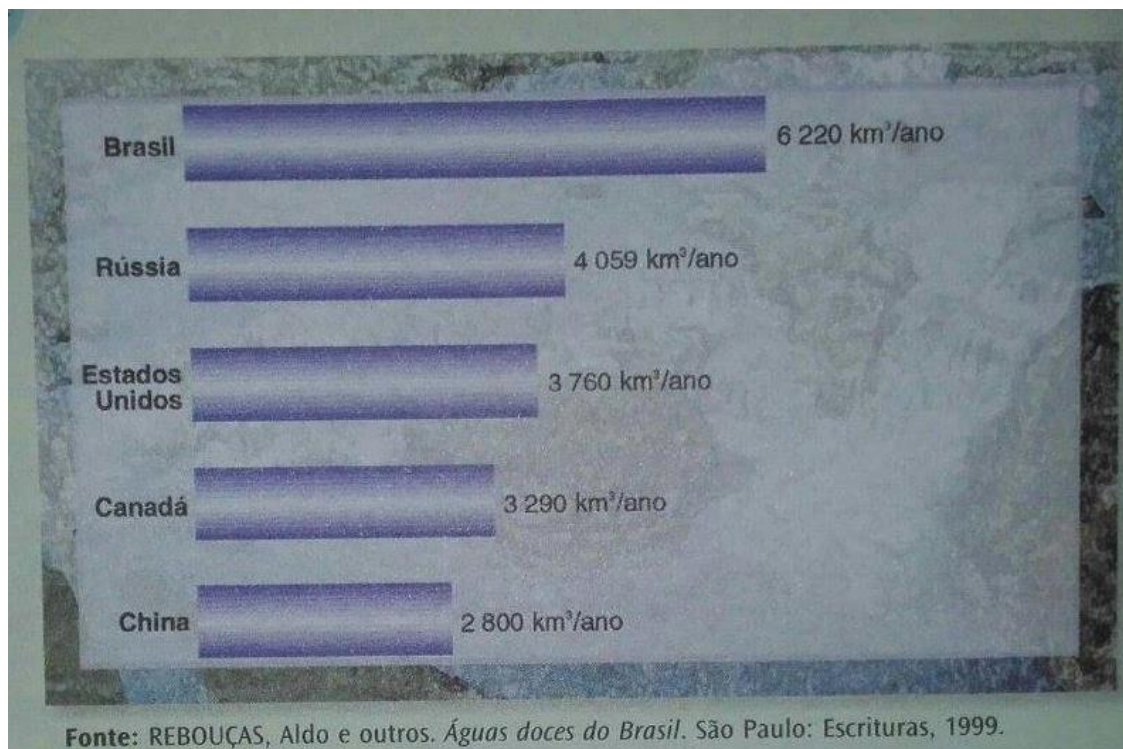 Brasil 6 220 km³/ano
Rússia 4 059 km³/ano
Estados
Unidos 3 760 km³/ano
Canadá 3 290 km³/ano
China 2 800 km³/ano
Fonte: REBOUÇAS, Aldo e outros. Águas doces do Brasil. São Paulo: Escrituras, 1999.